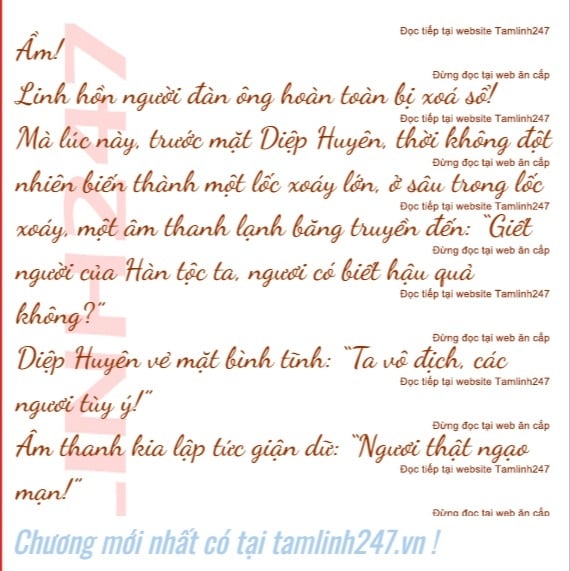 Đọc tiếp tại website Tamlinh247
Ầm!
Đừng đọc tại web ăn cắp
Linh hồn người đàn ông hoàn toàn bị xoá sổ!
Đọc tiếp tại website Tamlinh247
Mà lúc này, trước mặt Diệp Huyên, thời không đột
Đừng đọc tại web ăn cắp
nhiên biến thành một lốc xoáy lớn, ở sâu trong lốc
Đọc tiếp tại website Tamlinh247
xoáy, một âm thanh lạnh băng truyền đến: “Giết
Đừng đọc tại web ăn cắp
người của Hàn tộc ta, ngươi có biết hậu quả
Đọc tiếp tại website Tamlinh247
không?”
Đừng đọc tại web ăn cắp
Diệp Huyên vẻ mặt bình tĩnh: “Ta vô địch, các
Đọc tiếp tại website Tamlinh247
ngươi tùy ý!”
Đừng đọc tại web ăn cắp
Âm thanh kia lập tức giận dữ: “Ngươi thật ngạo
Đọc tiếp tại website Tamlinh247
mạn!”
Đừng đọc tại web ăn cắp
LINH247
Chương mới nhất có tại tamlinh247.vn !